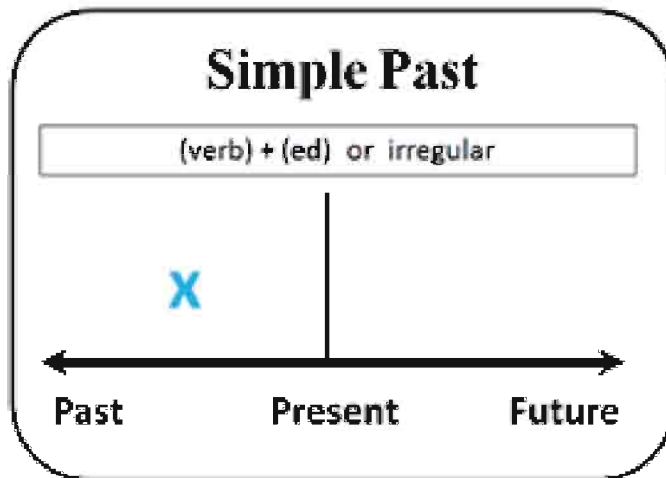 Simple Past
(verb) + (ed) or irregular
X
Past Present Future